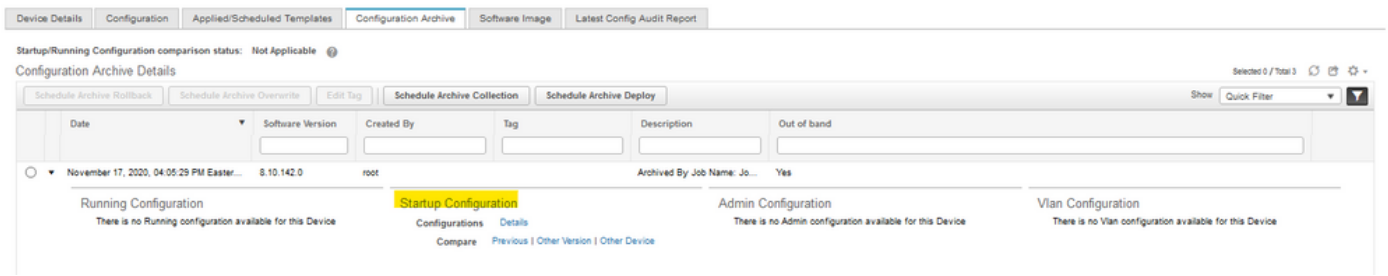 Device Details Configuration Applied/Scheduled Templates Configuration Archive Software Image Latest Config Audit Report
Startup/Running Configuration comparison status: Not Applicable
Configuration Archive Details Selected 0 / Total 3
Schedule Archive Rollback Schedule Archive Overwrite Edit Tag Schedule Archive Collection Schedule Archive Deploy Show Quick Filter
Date Software Version Created By Tag Description Out of band
November 17, 2020, 04:05:29 PM Easter... 8.10.142.0 root Archived By Job Name: Jo... Yes
Running Configuration Startup Configuration Admin Configuration Vlan Configuration
There is no Running configuration available for this Device Configurations Details There is no Admin configuration available for this Device There is no Vlan configuration available for this Device
Compare Previous | Other Version | Other Device